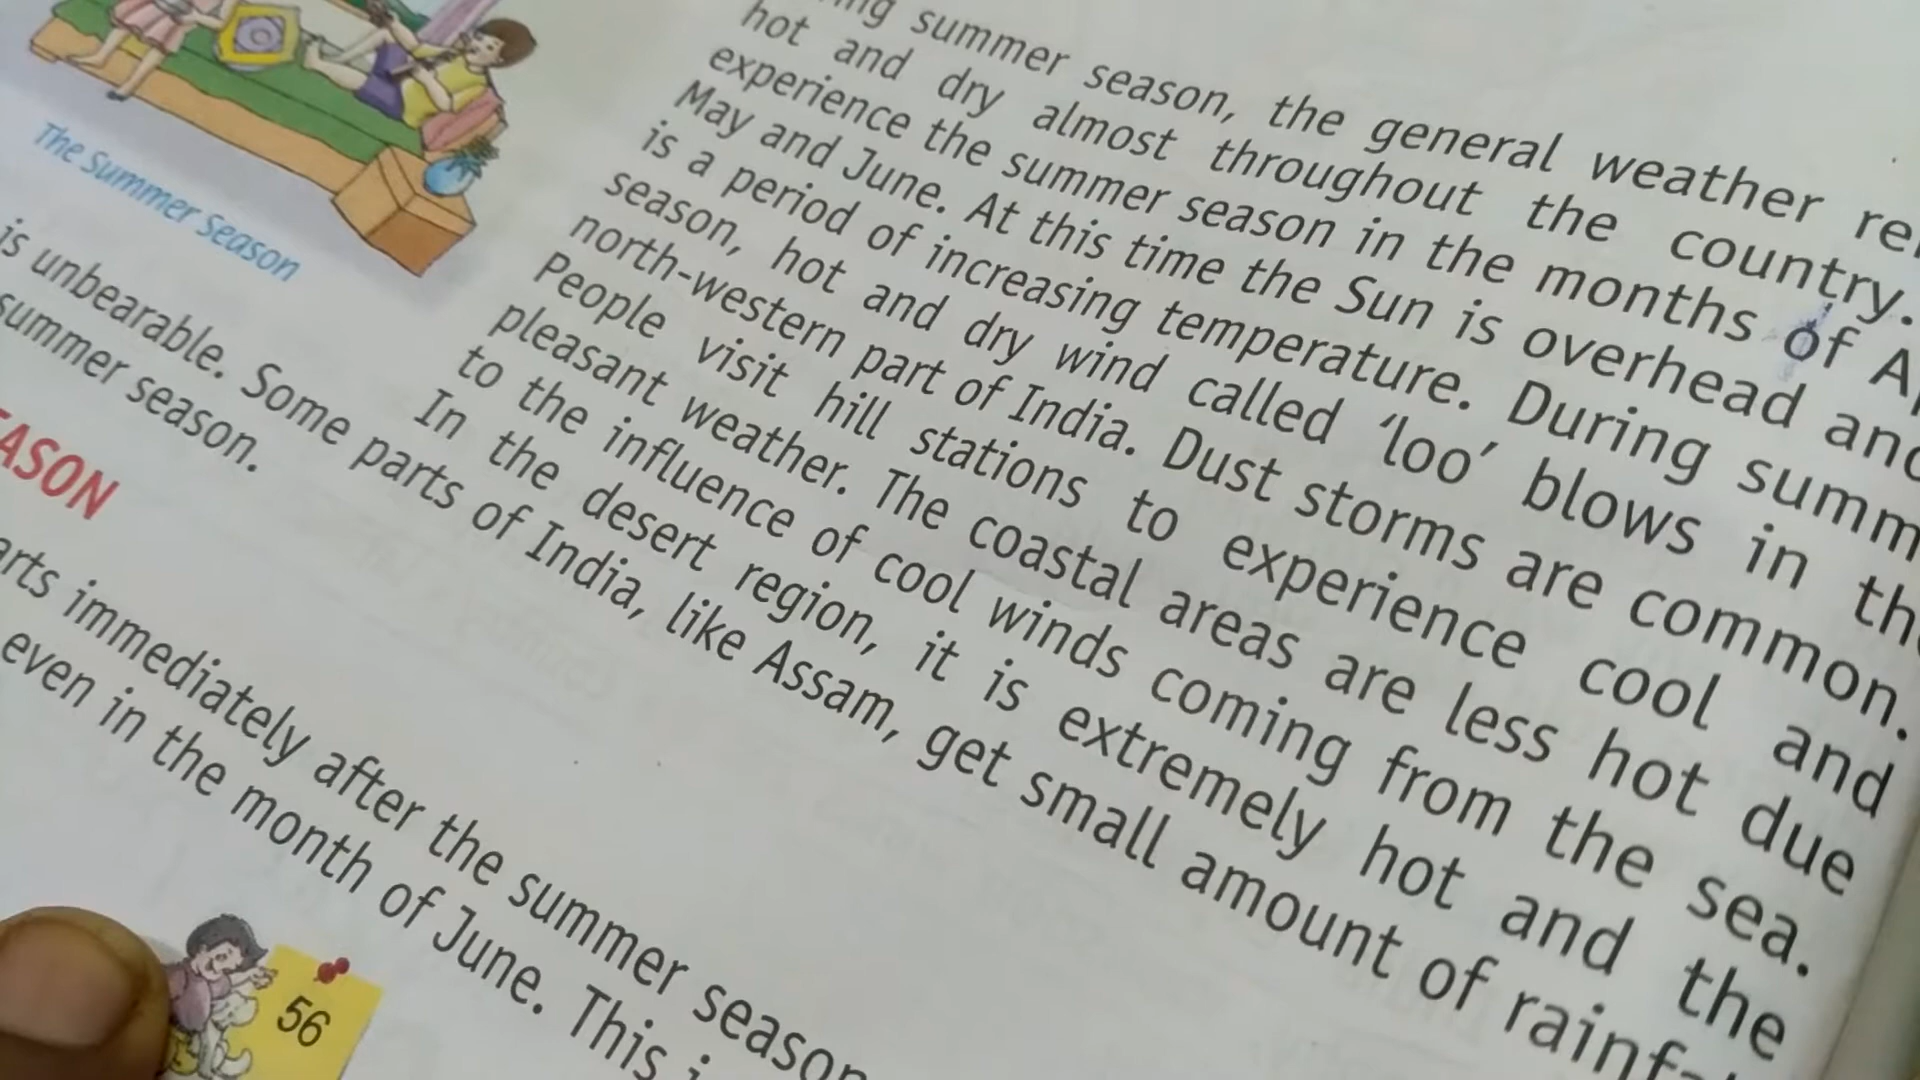 summer season, the general weather
hot and dry almost throughout the country.
experience the summer season in the months of
May and June. At this time the Sun is overhead and
is a period of increasing temperature. During summ
season, hot and dry wind called ‘loo’ blows in the
north-western part of India. Dust storms are common.
People visit hill stations to experience cool and
pleasant weather. The coastal areas are less hot due
to the influence of cool winds coming from the sea.
In the desert region, it is extremely hot and the
The Summer Season
is unbearable. Some parts of India, like Assam, get small amount of rainfa
summer season.
EASON
arts immediately after the summer season
even in the month of June. This
56